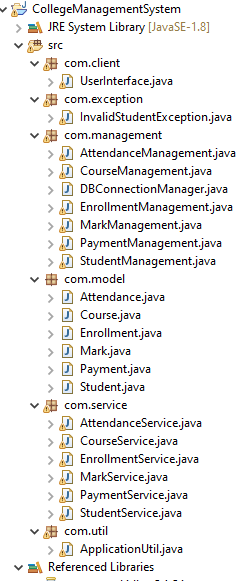 CollegeManagementSystem
JRE System Library [JavaSE-1.8]
src
com.client
UserInterface.java
com.exception
InvalidStudentException.java
com.management
AttendanceManagement.java
CourseManagement.java
DBConnectionManager.java
EnrollmentManagement.java
MarkManagement.java
PaymentManagement.java
StudentManagement.java
com.model
Attendance.java
Course.java
Enrollment.java
Mark.java
Payment.java
Student.java
com.service
AttendanceService.java
CourseService.java
EnrollmentService.java
MarkService.java
PaymentService.java
StudentService.java
com.util
ApplicationUtil.java
Referenced Libraries